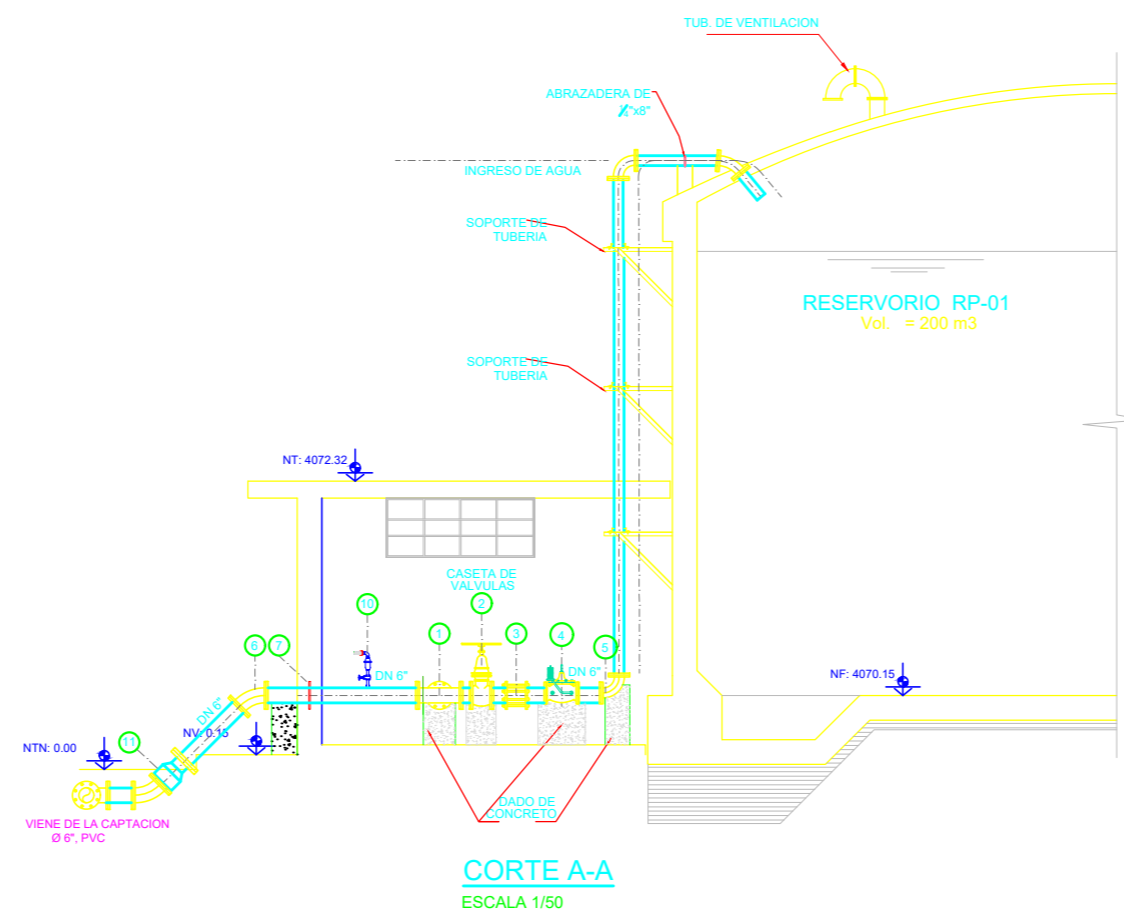 TUB. DE VENTILACION
ABRAZADERA DE
¼"x8"
INGRESO DE AGUA
SOPORTE DE
TUBERIA
RESERVORIO RP-01
Vol. = 200 m3
SOPORTE DE
TUBERIA
NT: 4072.32
CASETA DE
VALVULAS
10
1
2
3
4
5
6
7
DN 6"
DN 6"
NF: 4070.15
DN 6"
NV: 0.15
NTN: 0.00
11
VIENE DE LA CAPTACION
Ø 6", PVC
DADO DE
CONCRETO
CORTE A-A
ESCALA 1/50